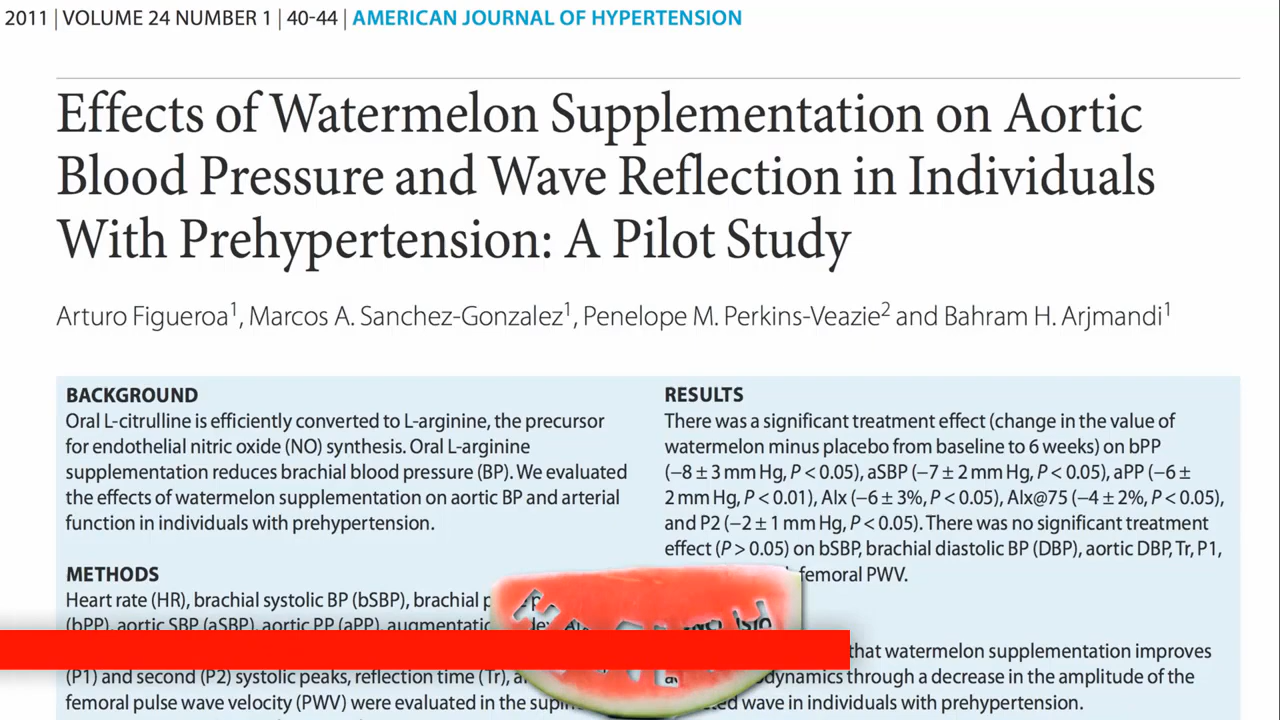 2011 | VOLUME 24 NUMBER 1 | 40-44 | AMERICAN JOURNAL OF HYPERTENSION
Effects of Watermelon Supplementation on Aortic
Blood Pressure and Wave Reflection in Individuals
With Prehypertension: A Pilot Study
Arturo Figueroa1, Marcos A. Sanchez-Gonzalez1, Penelope M. Perkins-Veazie2 and Bahram H. Arjmandi1
BACKGROUND
Oral L-citrulline is efficiently converted to L-arginine, the precursor
for endothelial nitric oxide (NO) synthesis. Oral L-arginine
supplementation reduces brachial blood pressure (BP). We evaluated
the effects of watermelon supplementation on aortic BP and arterial
function in individuals with prehypertension.
METHODS
Heart rate (HR), brachial systolic BP (bSBP), brachial
(bPP), aortic SBP (aSBP), aortic PP (aPP),
(P1) and second (P2) systolic peaks, reflection time (Tr),
femoral pulse wave velocity (PWV) were evaluated in the
RESULTS
There was a significant treatment effect (change in the value of
watermelon minus placebo from baseline to 6 weeks) on bPP
(−8 ± 3 mm Hg, P < 0.05), aSBP (−7 ± 2 mm Hg, P < 0.05), aPP (−6 ±
2 mm Hg, P < 0.01), AIx (−6 ± 3%, P < 0.05), AIx@75 (−4 ± 2%, P < 0.05),
and P2 (−2 ± 1 mm Hg, P < 0.05). There was no significant treatment
effect (P > 0.05) on bSBP, brachial diastolic BP (DBP), aortic DBP, Tr, P1,
femoral PWV.
that watermelon supplementation improves
through a decrease in the amplitude of the
wave in individuals with prehypertension.